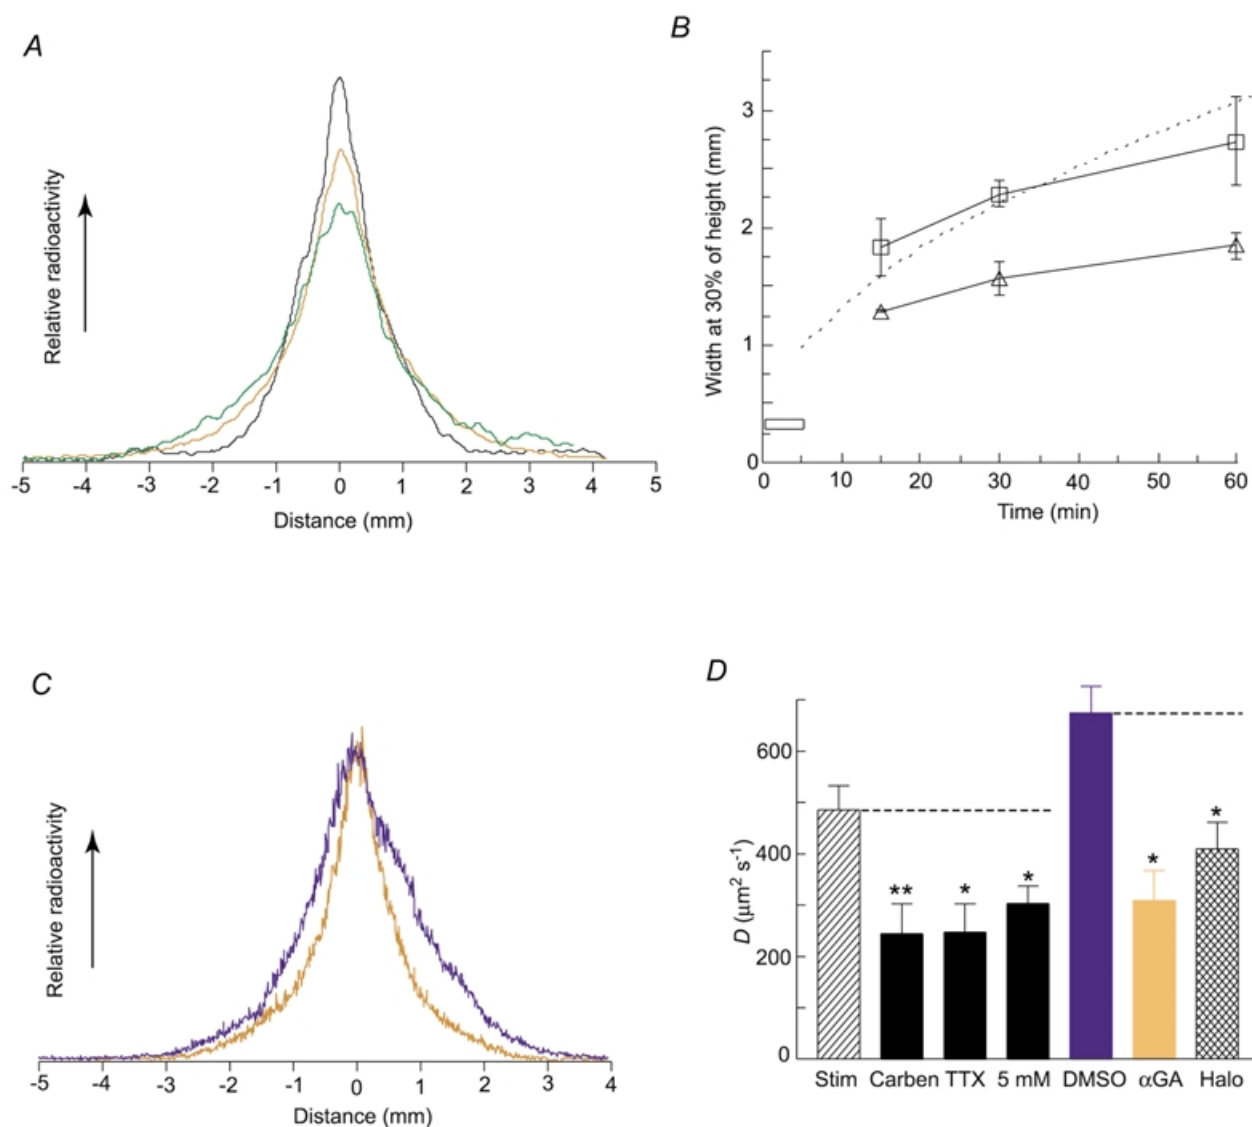 A
Relative radioactivity
-5 -4 -3 -2 -1 0 1 2 3 4 5
Distance (mm)
B
Width at 30% of height (mm)
3
2
1
0
0 10 20 30 40 50 60
Time (min)
C
Relative radioactivity
-5 -4 -3 -2 -1 0 1 2 3 4
Distance (mm)
D
D (µm² s⁻¹)
600
400
200
0
**
*
*
*
*
Stim Carben TTX 5 mM DMSO αGA Halo